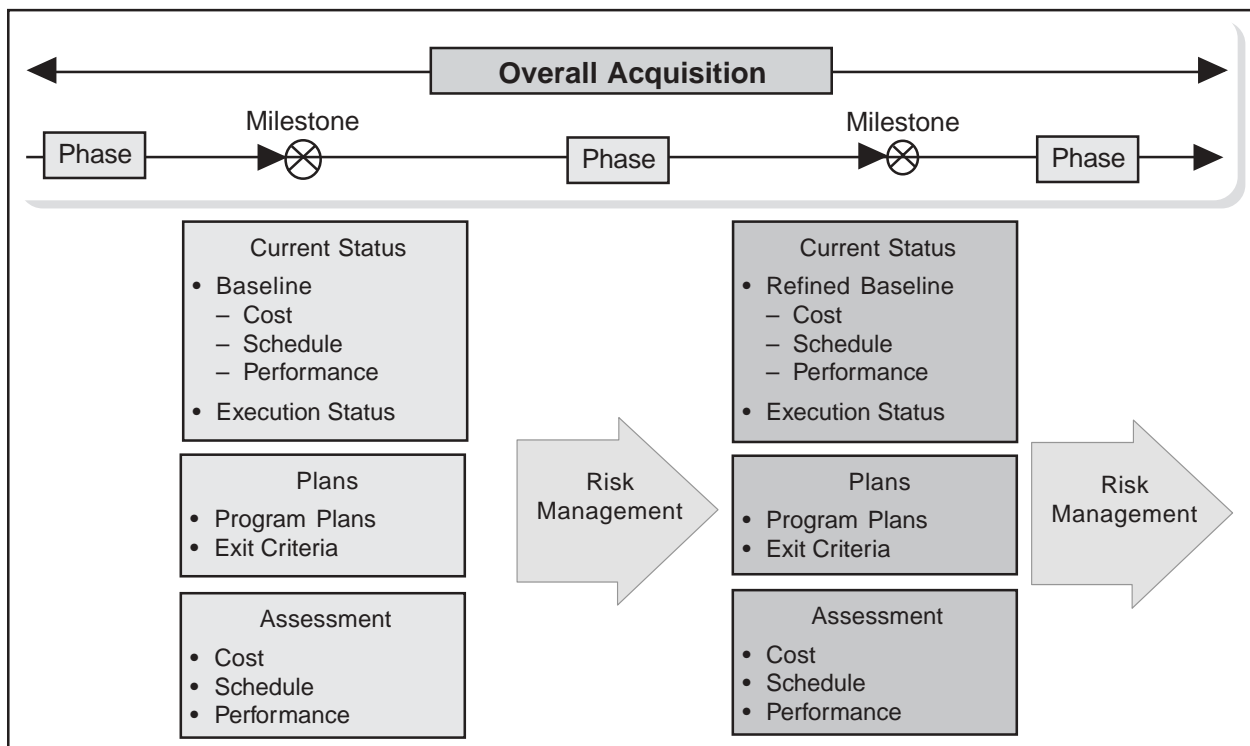 Overall Acquisition
Milestone
Milestone
Phase
Phase
Phase
Current Status
• Baseline
– Cost
– Schedule
– Performance
• Execution Status
Plans
• Program Plans
• Exit Criteria
Assessment
• Cost
• Schedule
• Performance
Risk
Management
Current Status
• Refined Baseline
– Cost
– Schedule
– Performance
• Execution Status
Plans
• Program Plans
• Exit Criteria
Assessment
• Cost
• Schedule
• Performance
Risk
Management